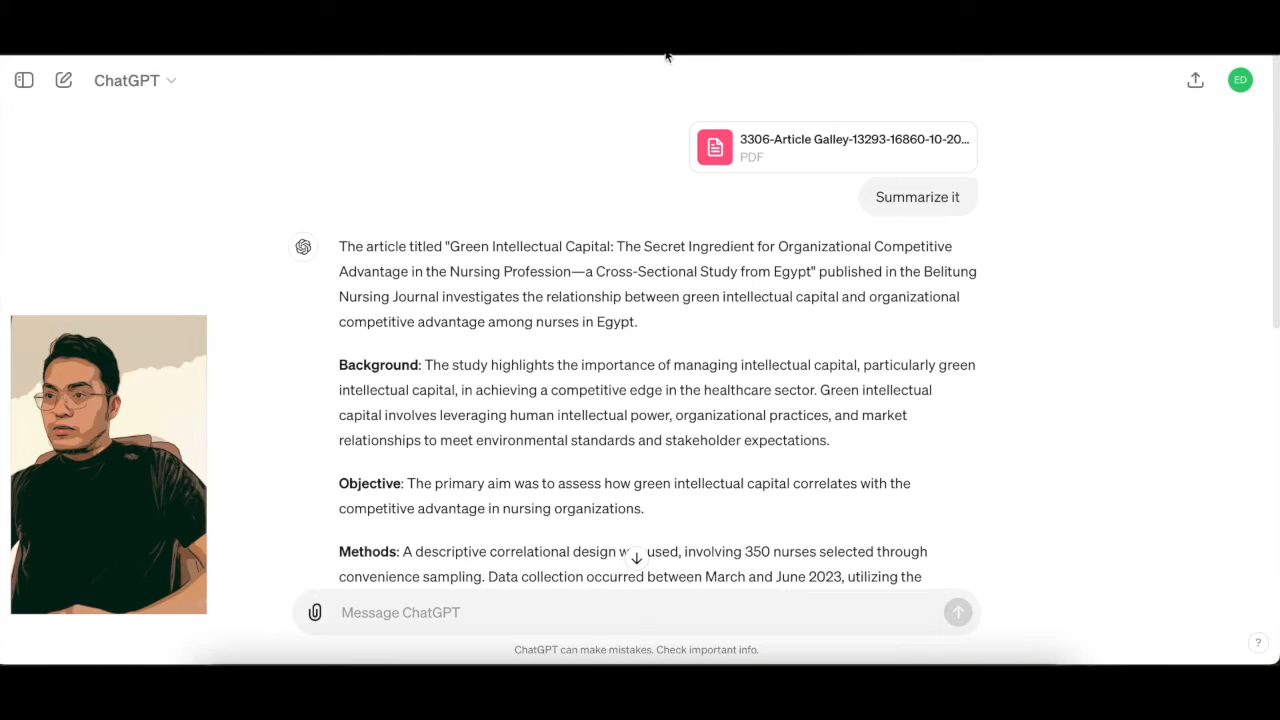 ChatGPT
ED
3306-Article Galley-13293-16860-10-20...
PDF
Summarize it
The article titled "Green Intellectual Capital: The Secret Ingredient for Organizational Competitive
Advantage in the Nursing Profession—a Cross-Sectional Study from Egypt" published in the Belitung
Nursing Journal investigates the relationship between green intellectual capital and organizational
competitive advantage among nurses in Egypt.
Background: The study highlights the importance of managing intellectual capital, particularly green
intellectual capital, in achieving a competitive edge in the healthcare sector. Green intellectual
capital involves leveraging human intellectual power, organizational practices, and market
relationships to meet environmental standards and stakeholder expectations.
Objective: The primary aim was to assess how green intellectual capital correlates with the
competitive advantage in nursing organizations.
Methods: A descriptive correlational design used, involving 350 nurses selected through
convenience sampling. Data collection occurred between March and June 2023, utilizing the
Message ChatGPT
ChatGPT can make mistakes. Check important info.
?